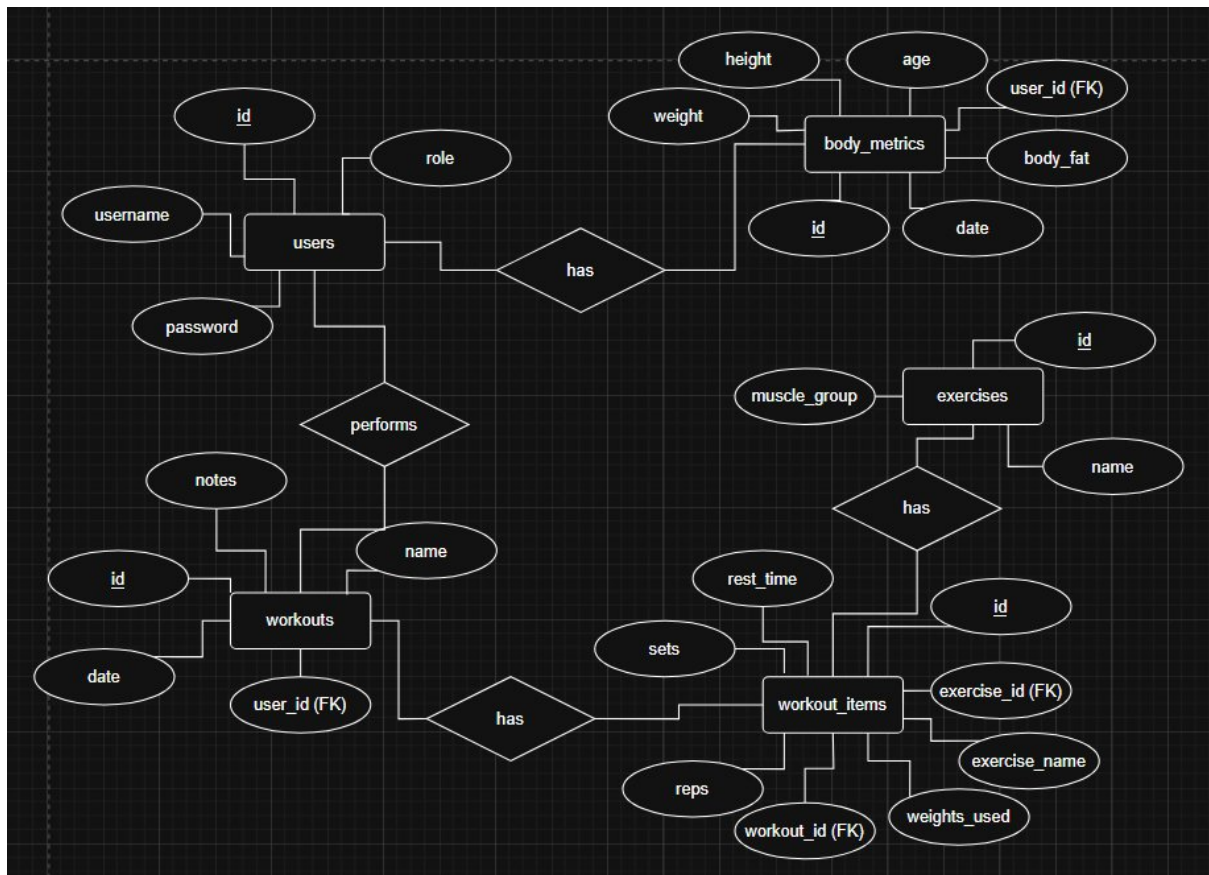 height
age
user_id (FK)
weight
body_metrics
body_fat
id
date
id
role
username
users
password
has
performs
id
muscle_group
exercises
name
has
notes
name
id
workouts
date
user_id (FK)
has
rest_time
id
sets
workout_items
exercise_id (FK)
exercise_name
reps
workout_id (FK)
weights_used